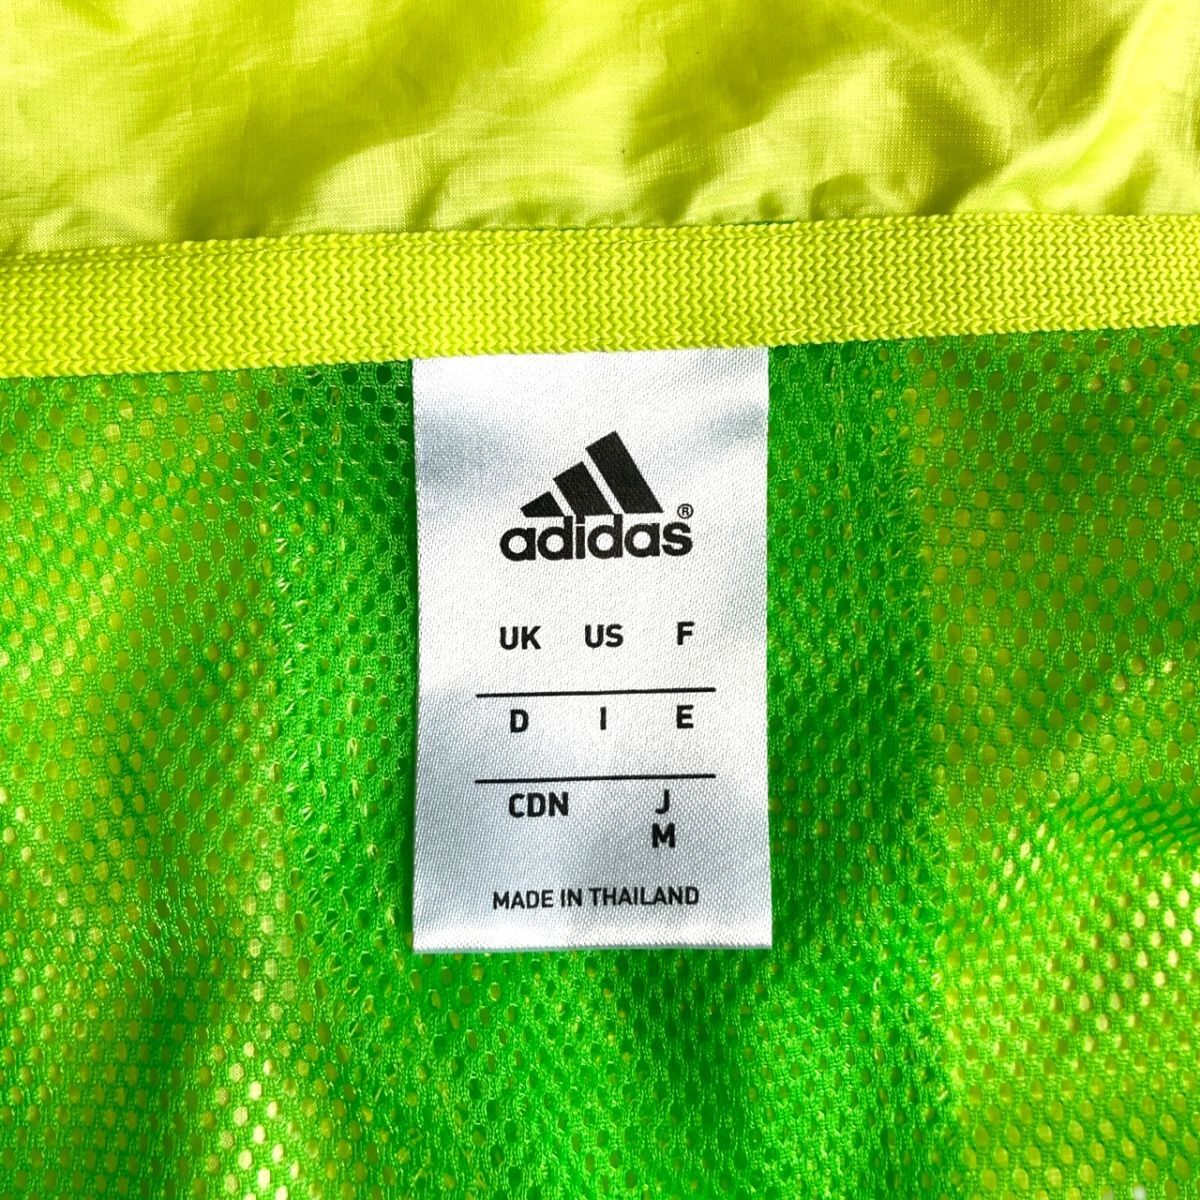 adidas®
UK US F
D I E
CDN J
M
MADE IN THAILAND